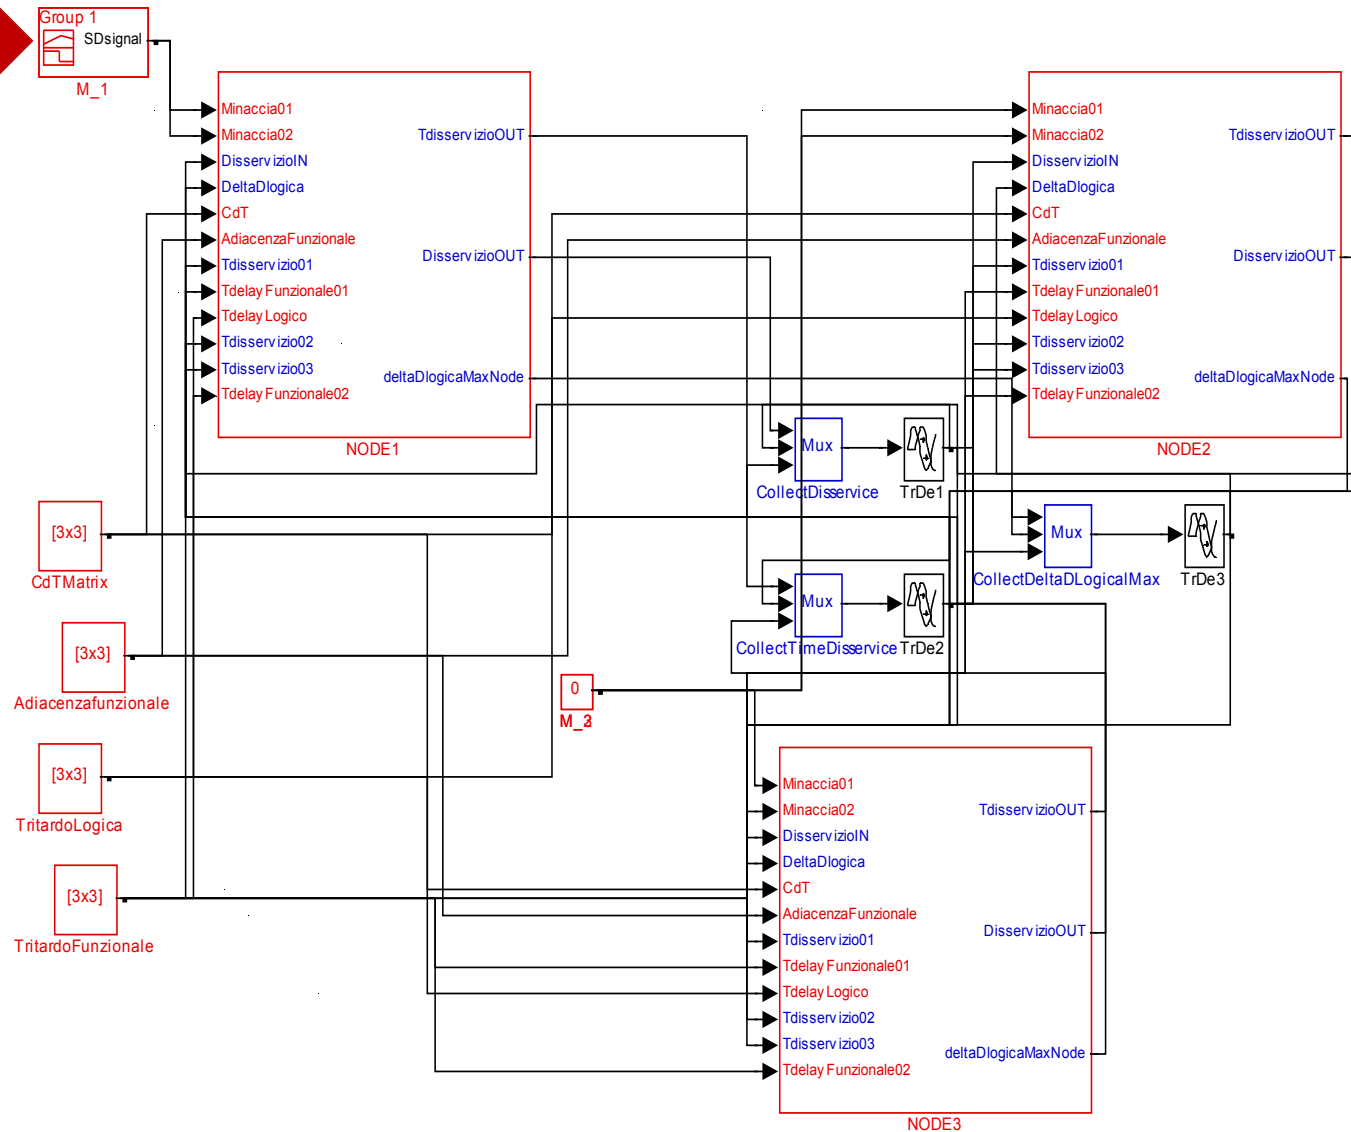 Group 1
SDsignal
M_1
Minaccia01
Minaccia02
DisservizioIN
DeltaDlogica
CdT
AdiacenzaFunzionale
Tdisservizio01
TdelayFunzionale01
TdelayLogico
Tdisservizio02
Tdisservizio03
TdelayFunzionale02
TdisservizioOUT
DisservizioOUT
deltaDlogicaMaxNode
NODE1
Minaccia01
Minaccia02
DisservizioIN
DeltaDlogica
CdT
AdiacenzaFunzionale
Tdisservizio01
TdelayFunzionale01
TdelayLogico
Tdisservizio02
Tdisservizio03
TdelayFunzionale02
TdisservizioOUT
DisservizioOUT
deltaDlogicaMaxNode
NODE2
Mux
CollectDisservice
TrDe1
Mux
CollectDeltaDLogicalMax
TrDe3
Mux
CollectTimeDisservice
TrDe2
[3x3]
CdTMatrix
[3x3]
Adiacenzafunzionale
[3x3]
TritardoLogica
[3x3]
TritardoFunzionale
0
Minaccia01
Minaccia02
DisservizioIN
DeltaDlogica
CdT
AdiacenzaFunzionale
Tdisservizio01
TdelayFunzionale01
TdelayLogico
Tdisservizio02
Tdisservizio03
TdelayFunzionale02
TdisservizioOUT
DisservizioOUT
deltaDlogicaMaxNode
NODE3